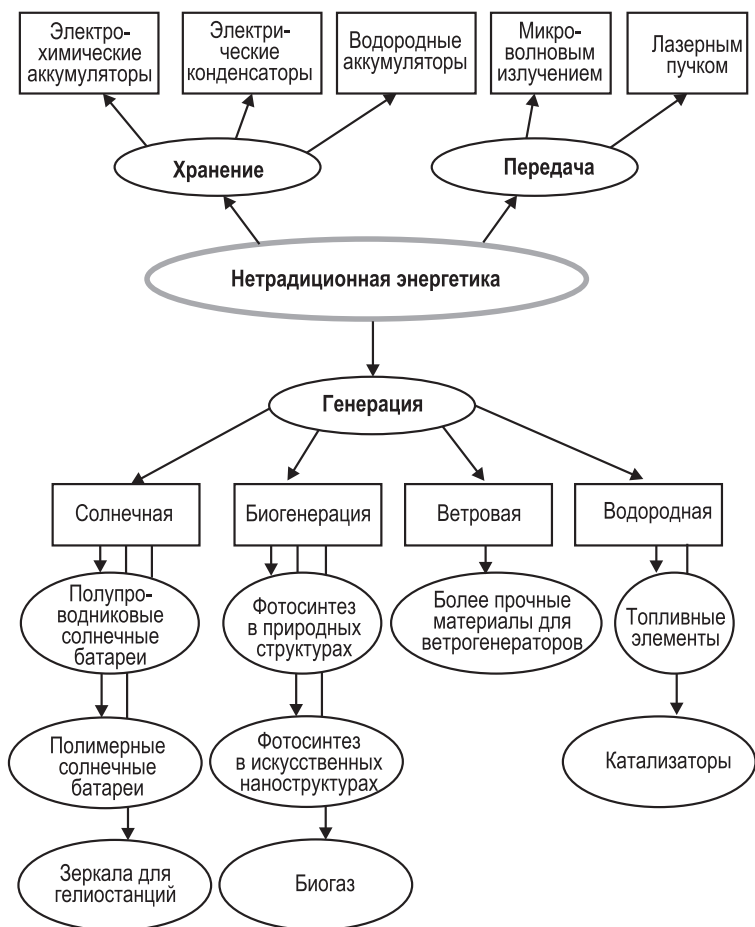 Электро-
химические
аккумуляторы
Электри-
ческие
конденсаторы
Водородные
аккумуляторы
Микро-
волновым
излучением
Лазерным
пучком
Хранение
Передача
Нетрадиционная энергетика
Генерация
Солнечная
Биогенерация
Ветровая
Водородная
Полупро-
водниковые
солнечные
батареи
Фотосинтез
в природных
структурах
Более прочные
материалы для
ветрогенераторов
Топливные
элементы
Полимерные
солнечные
батареи
Фотосинтез
в искусственных
наноструктурах
Катализаторы
Зеркала для
гелиостанций
Биогаз